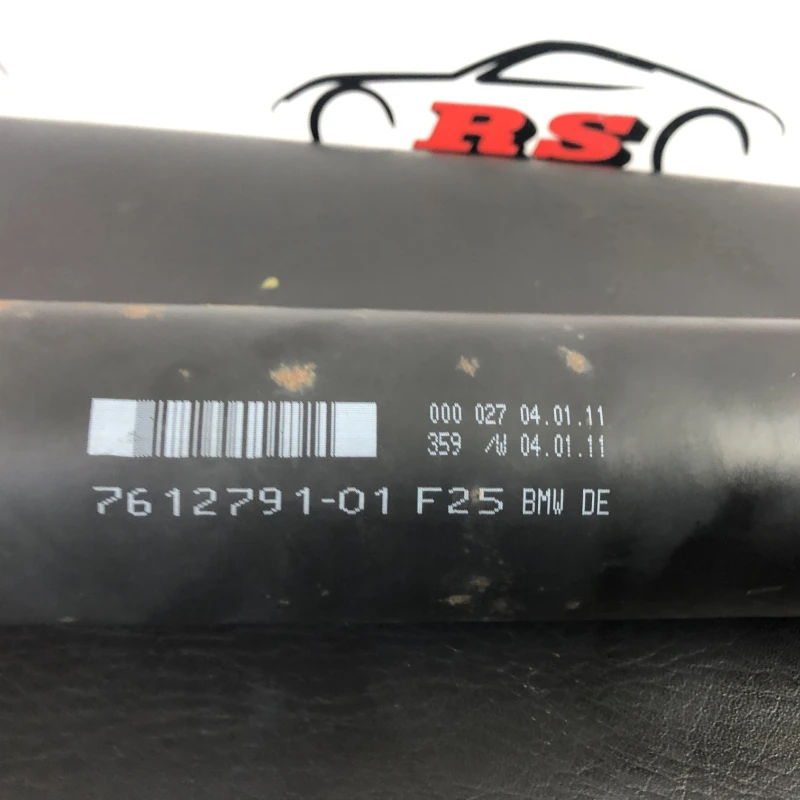 RS
000 027 04.01.11
359 /W 04.01.11
7612791-01 F25 BMW DE